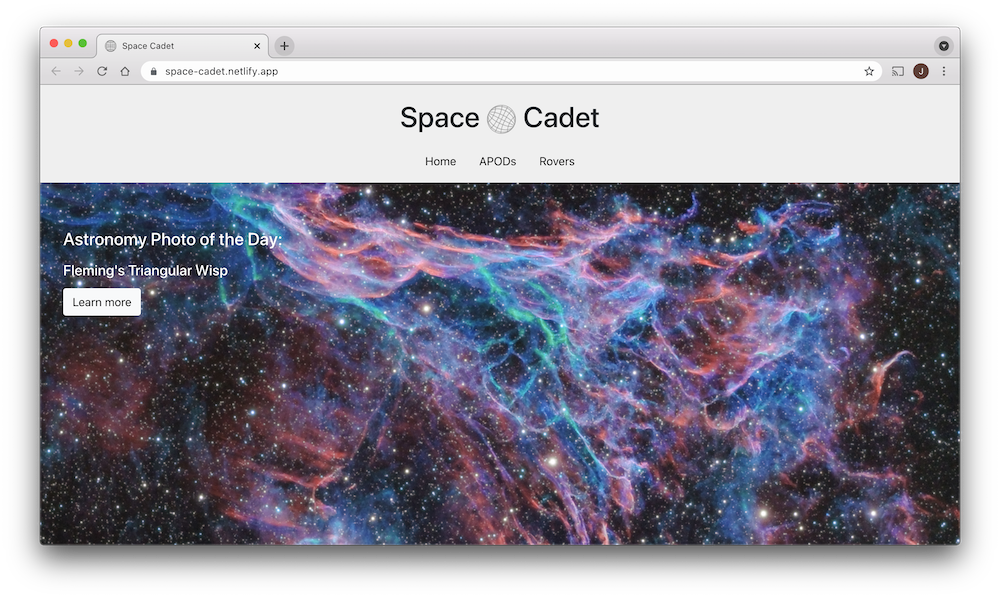 Space Cadet
space-cadet.netlify.app
J
Space Cadet
Home APODs Rovers
Astronomy Photo of the Day:
Fleming's Triangular Wisp
Learn more